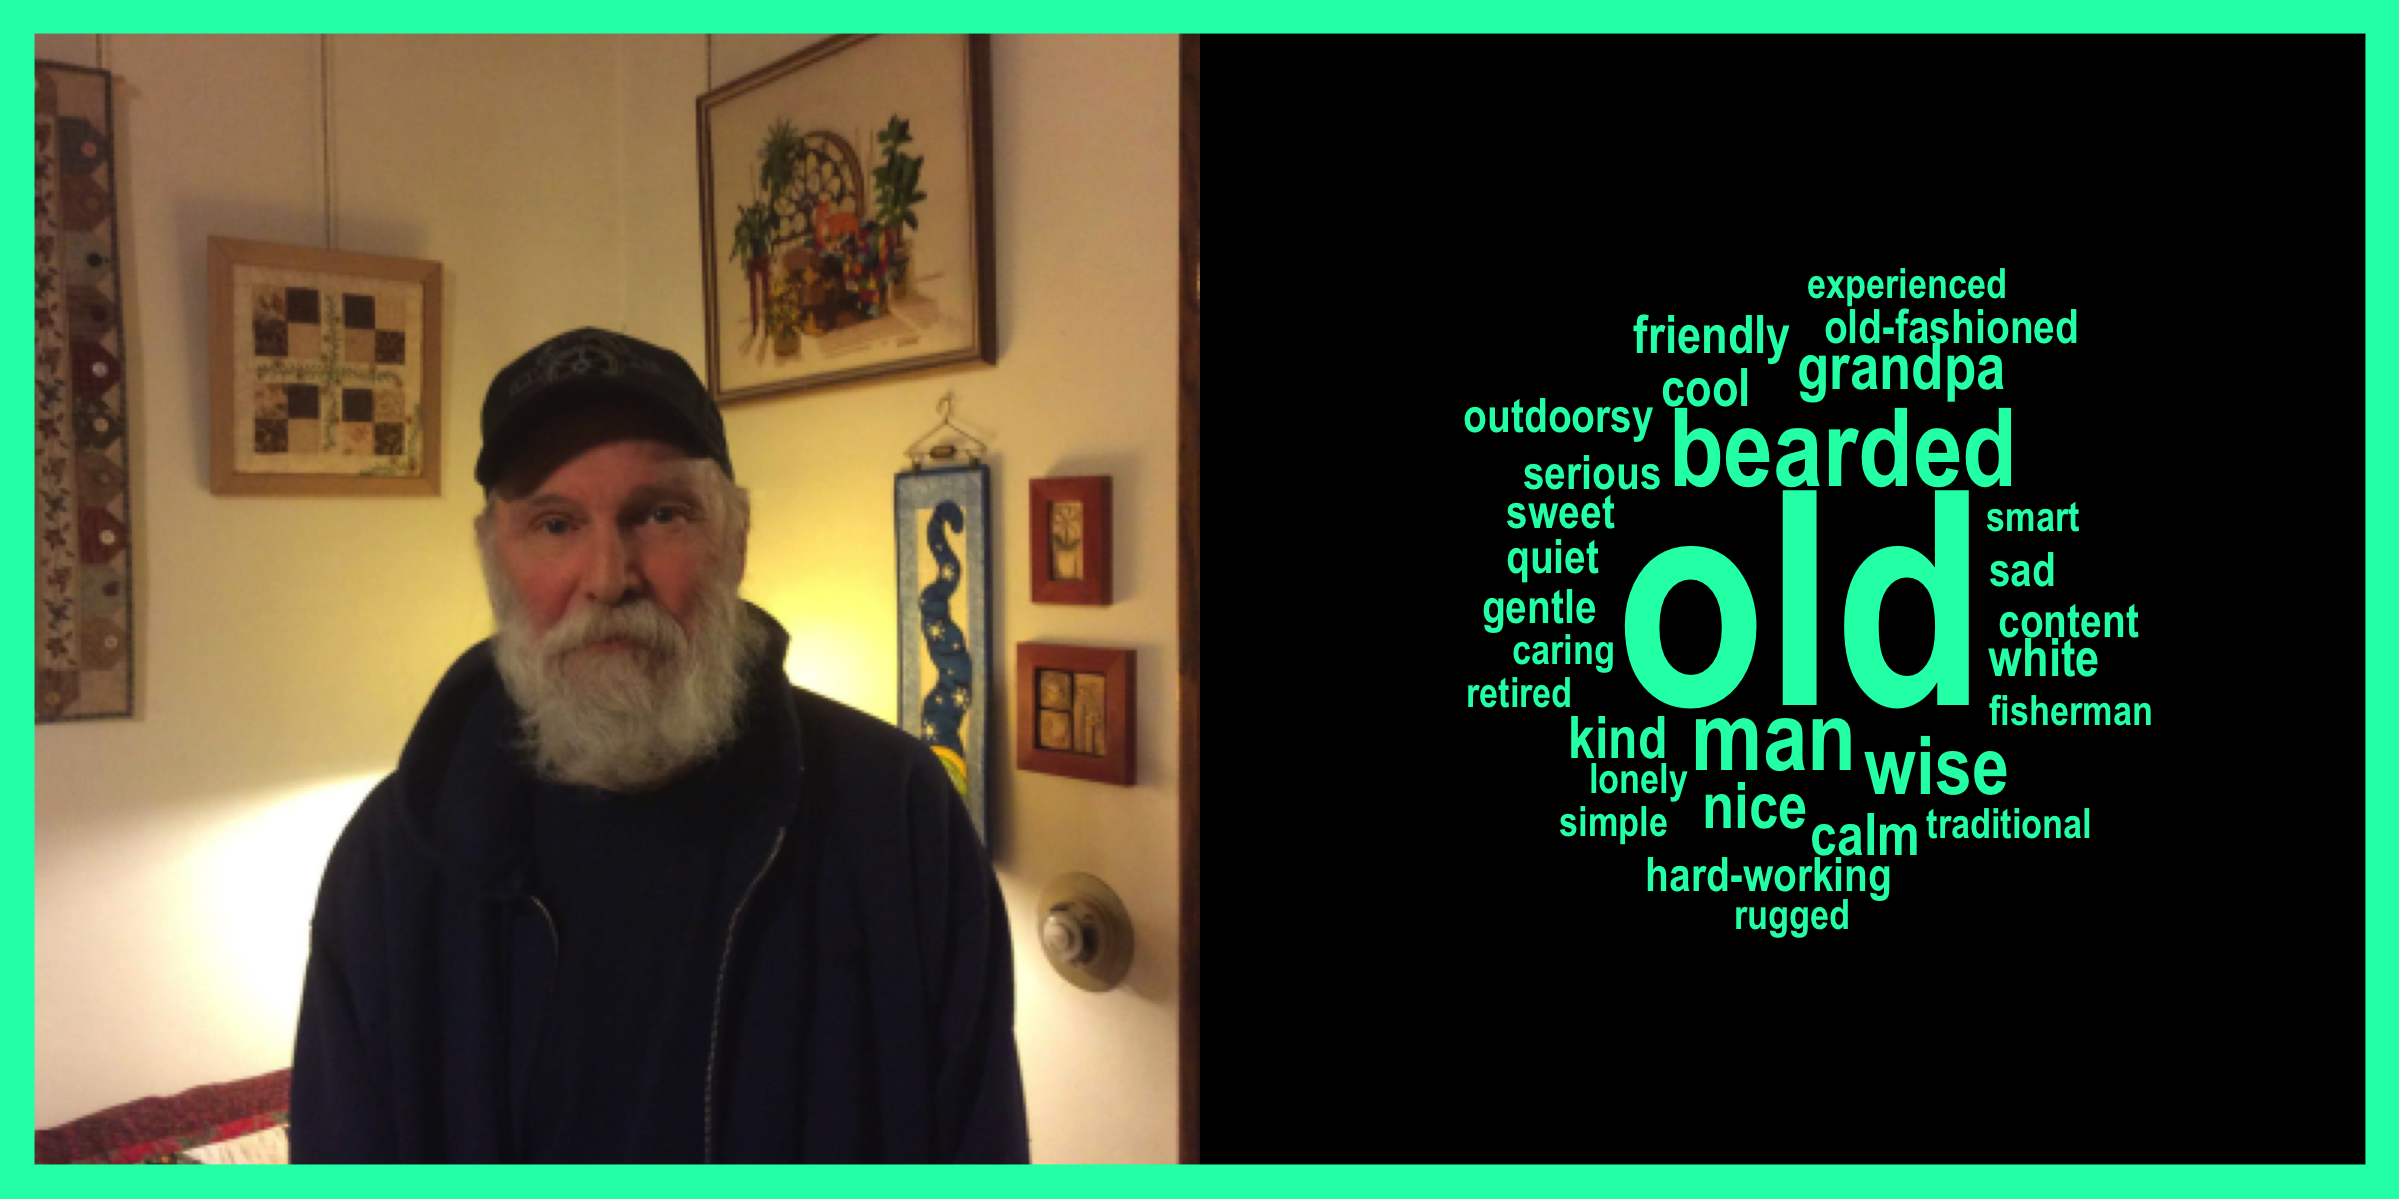 experienced
friendly
old-fashioned
grandpa
cool
outdoorsy
bearded
serious
sweet
smart
old
quiet
sad
gentle
content
caring
white
retired
fisherman
kind
man
wise
lonely
nice
simple
calm
traditional
hard-working
rugged